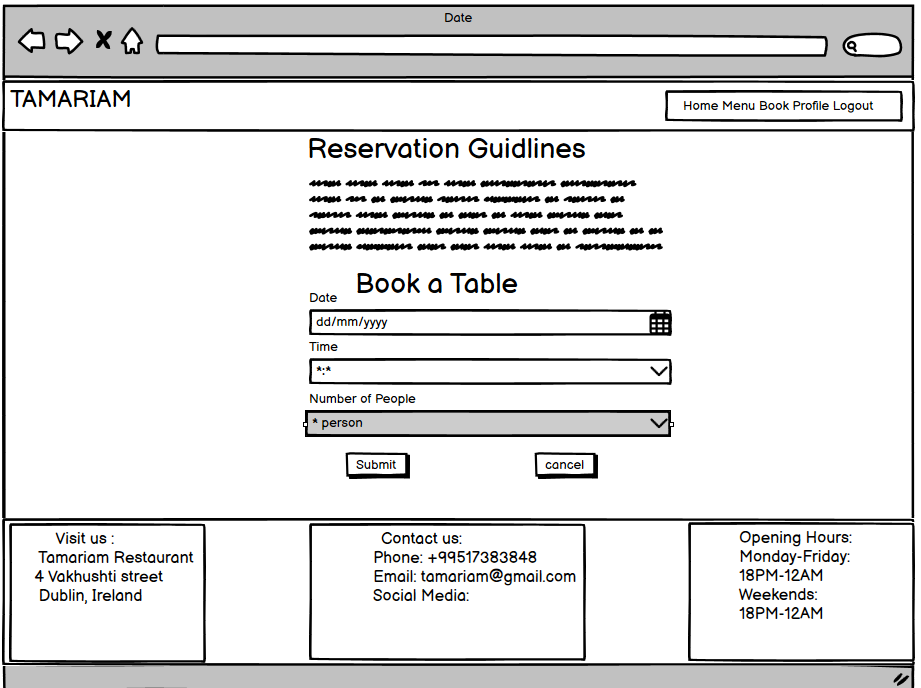 Date
TAMARIAM
Home Menu Book Profile Logout
Reservation Guidlines
Book a Table
Date
dd/mm/yyyy
Time
*:*
Number of People
* person
Submit
cancel
Visit us :
Tamariam Restaurant
4 Vakhushti street
Dublin, Ireland
Contact us:
Phone: +99517383848
Email: tamariam@gmail.com
Social Media:
Opening Hours:
Monday-Friday:
18PM-12AM
Weekends:
18PM-12AM